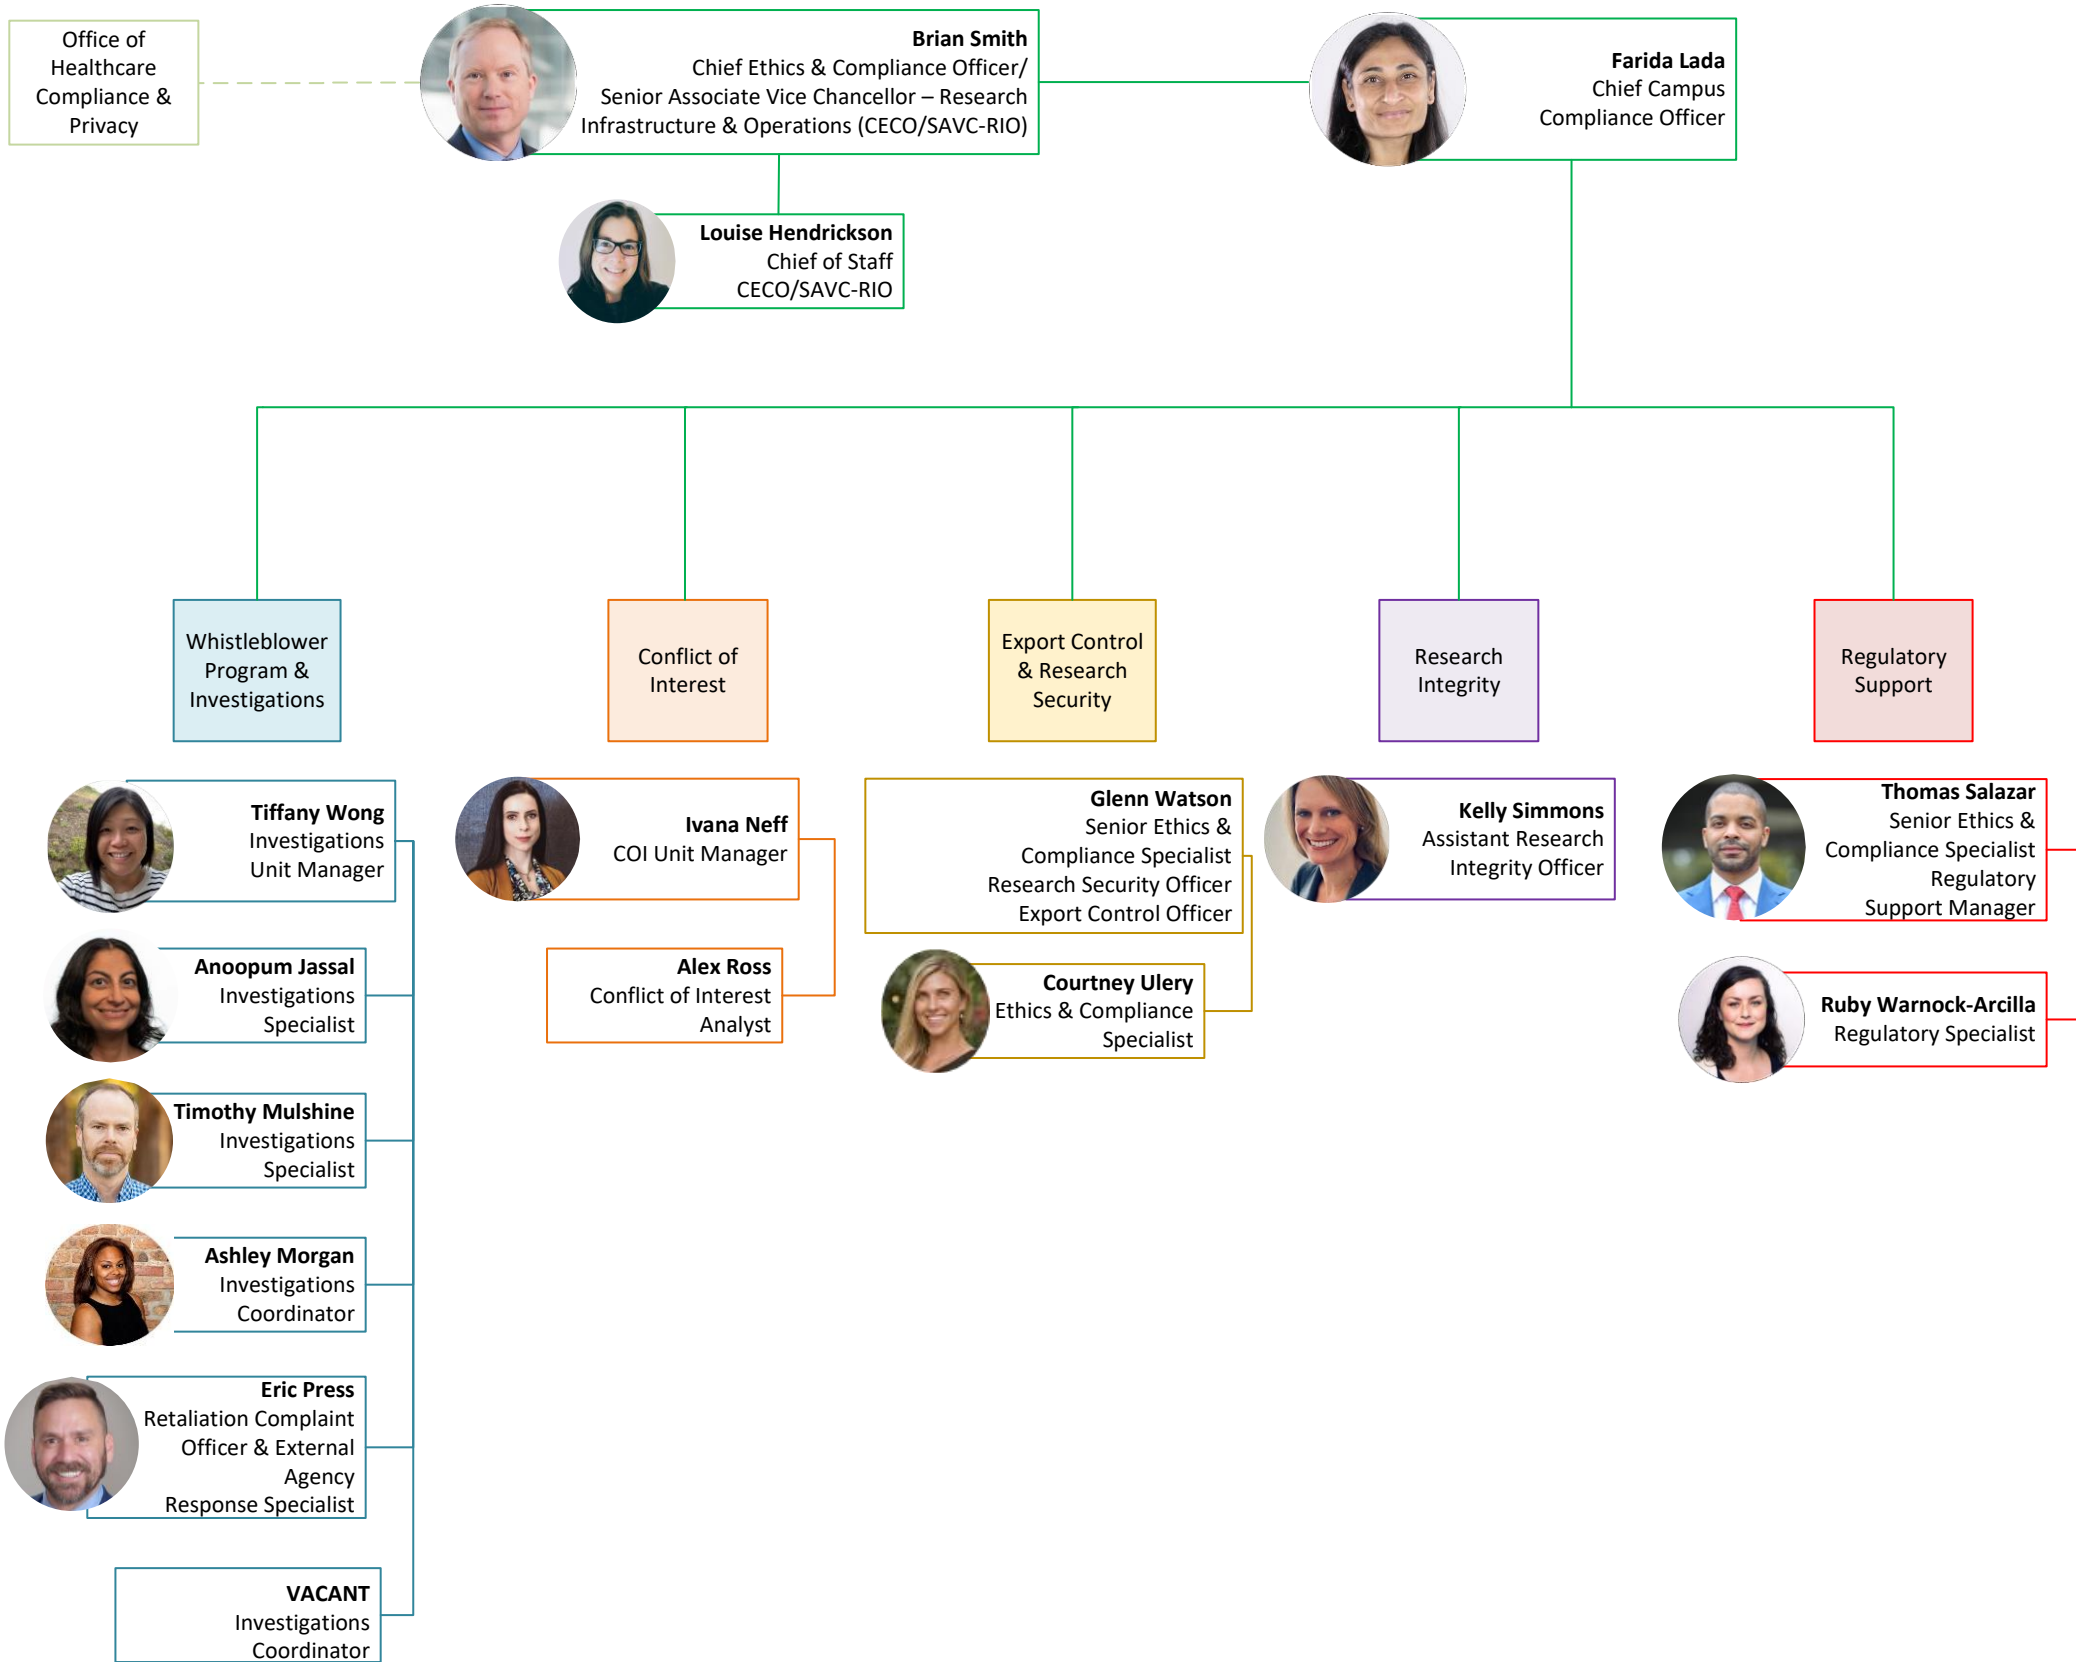 Office of
Healthcare
Compliance &
Privacy
Brian Smith
Chief Ethics & Compliance Officer/
Senior Associate Vice Chancellor – Research
Infrastructure & Operations (CECO/SAVC-RIO)
Farida Lada
Chief Campus
Compliance Officer
Louise Hendrickson
Chief of Staff
CECO/SAVC-RIO
Whistleblower
Program &
Investigations
Conflict of
Interest
Export Control
& Research
Security
Research
Integrity
Regulatory
Support
Tiffany Wong
Investigations
Unit Manager
Anoopum Jassal
Investigations
Specialist
Timothy Mulshine
Investigations
Specialist
Ashley Morgan
Investigations
Coordinator
Eric Press
Retaliation Complaint
Officer & External
Agency
Response Specialist
VACANT
Investigations
Coordinator
Ivana Neff
COI Unit Manager
Alex Ross
Conflict of Interest
Analyst
Glenn Watson
Senior Ethics &
Compliance Specialist
Research Security Officer
Export Control Officer
Courtney Ulery
Ethics & Compliance
Specialist
Kelly Simmons
Assistant Research
Integrity Officer
Thomas Salazar
Senior Ethics &
Compliance Specialist
Regulatory
Support Manager
Ruby Warnock-Arcilla
Regulatory Specialist